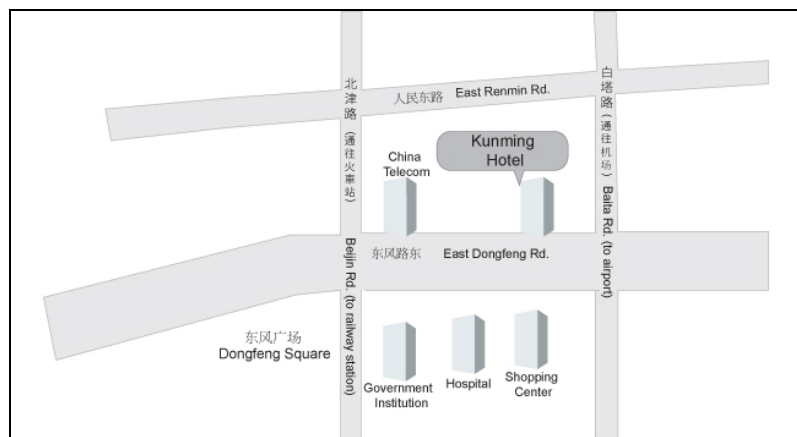 北津路 (通往火車站)
Beijin Rd. (to railway station)
人民东路 East Renmin Rd.
白塔路 (通往机场)
Baita Rd. (to airport)
Kunming
Hotel
China
Telecom
东风路东 East Dongfeng Rd.
东风广场
Dongfeng Square
Government
Institution
Hospital
Shopping
Center